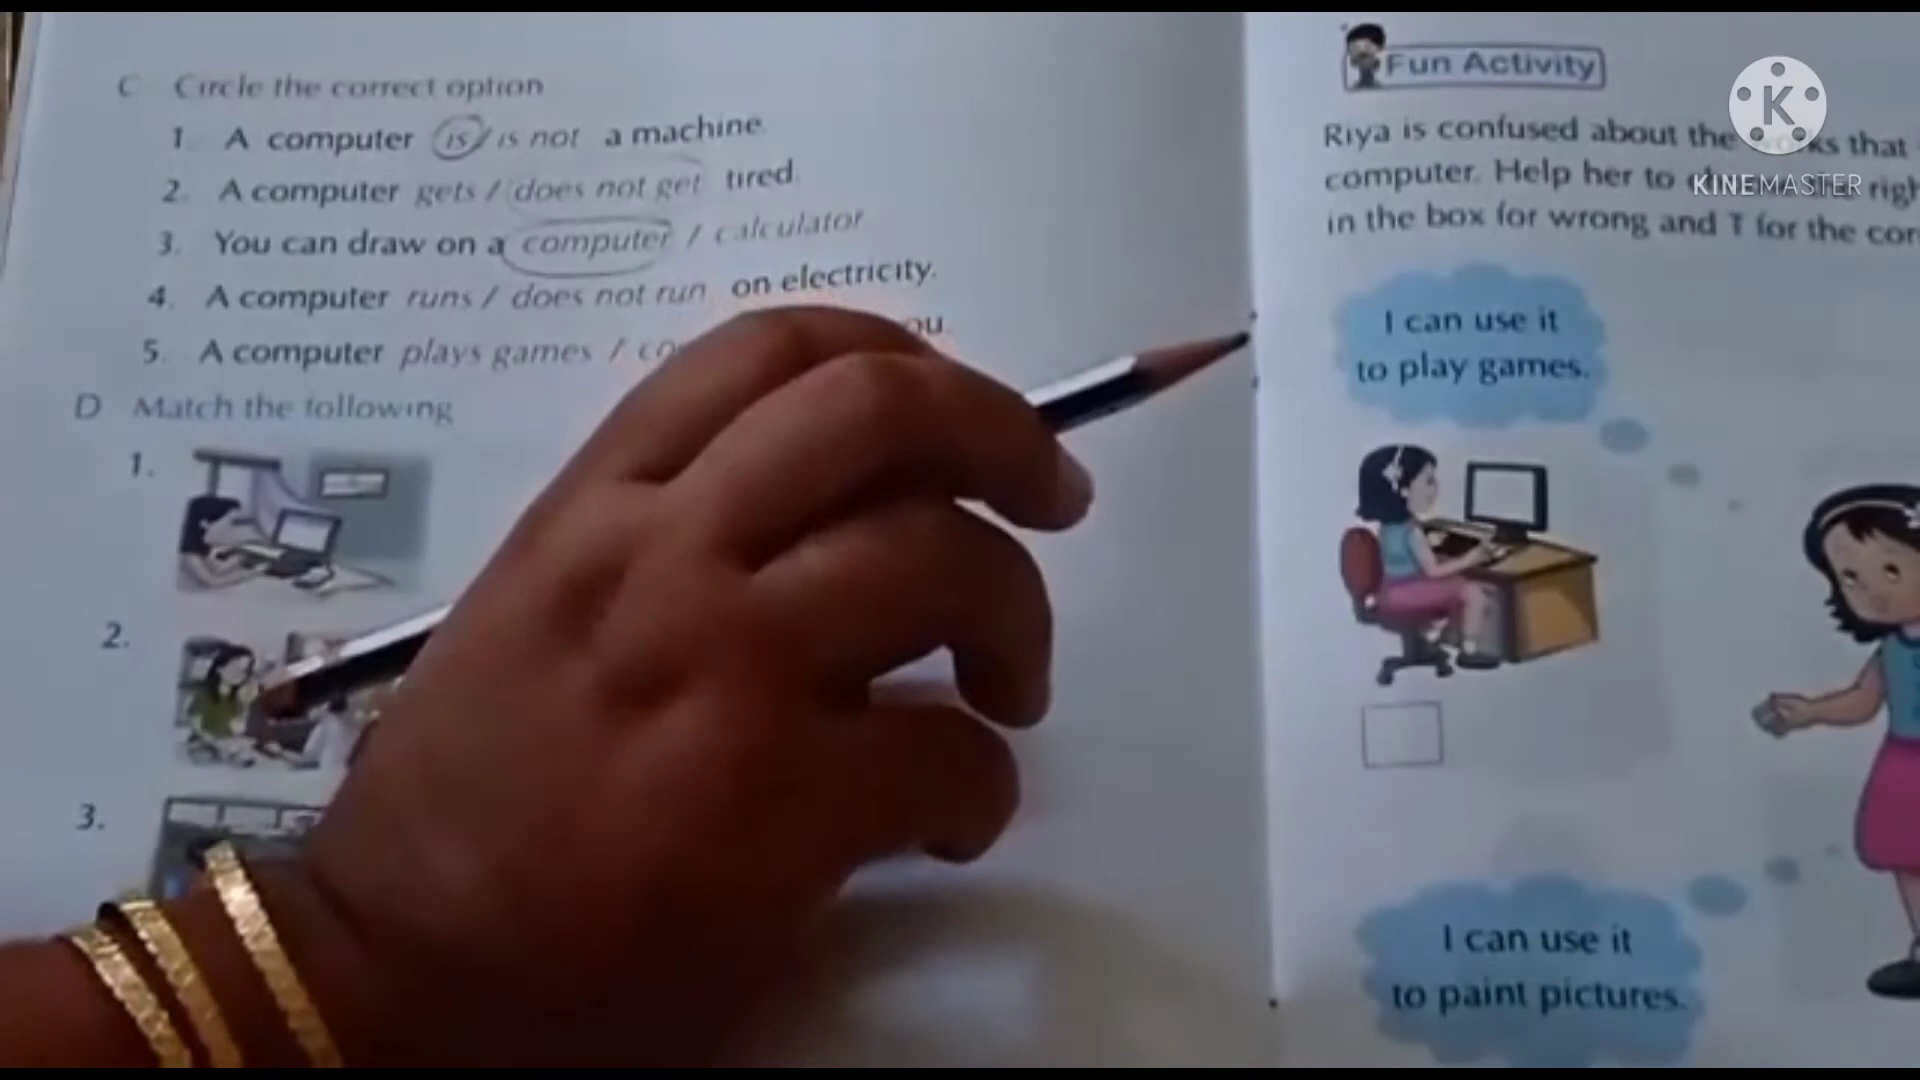 C Circle the correct option
1. A computer is / is not a machine.
2. A computer gets / does not get tired.
3. You can draw on a computer / calculator
4. A computer runs / does not run on electricity.
5. A computer plays games /
D Match the following
1.
2.
3.
Fun Activity
Riya is confused about the that
computer. Help her to
in the box for wrong and T for the
I can use it
to play games.
I can use it
to paint pictures.
K
KINEMASTER